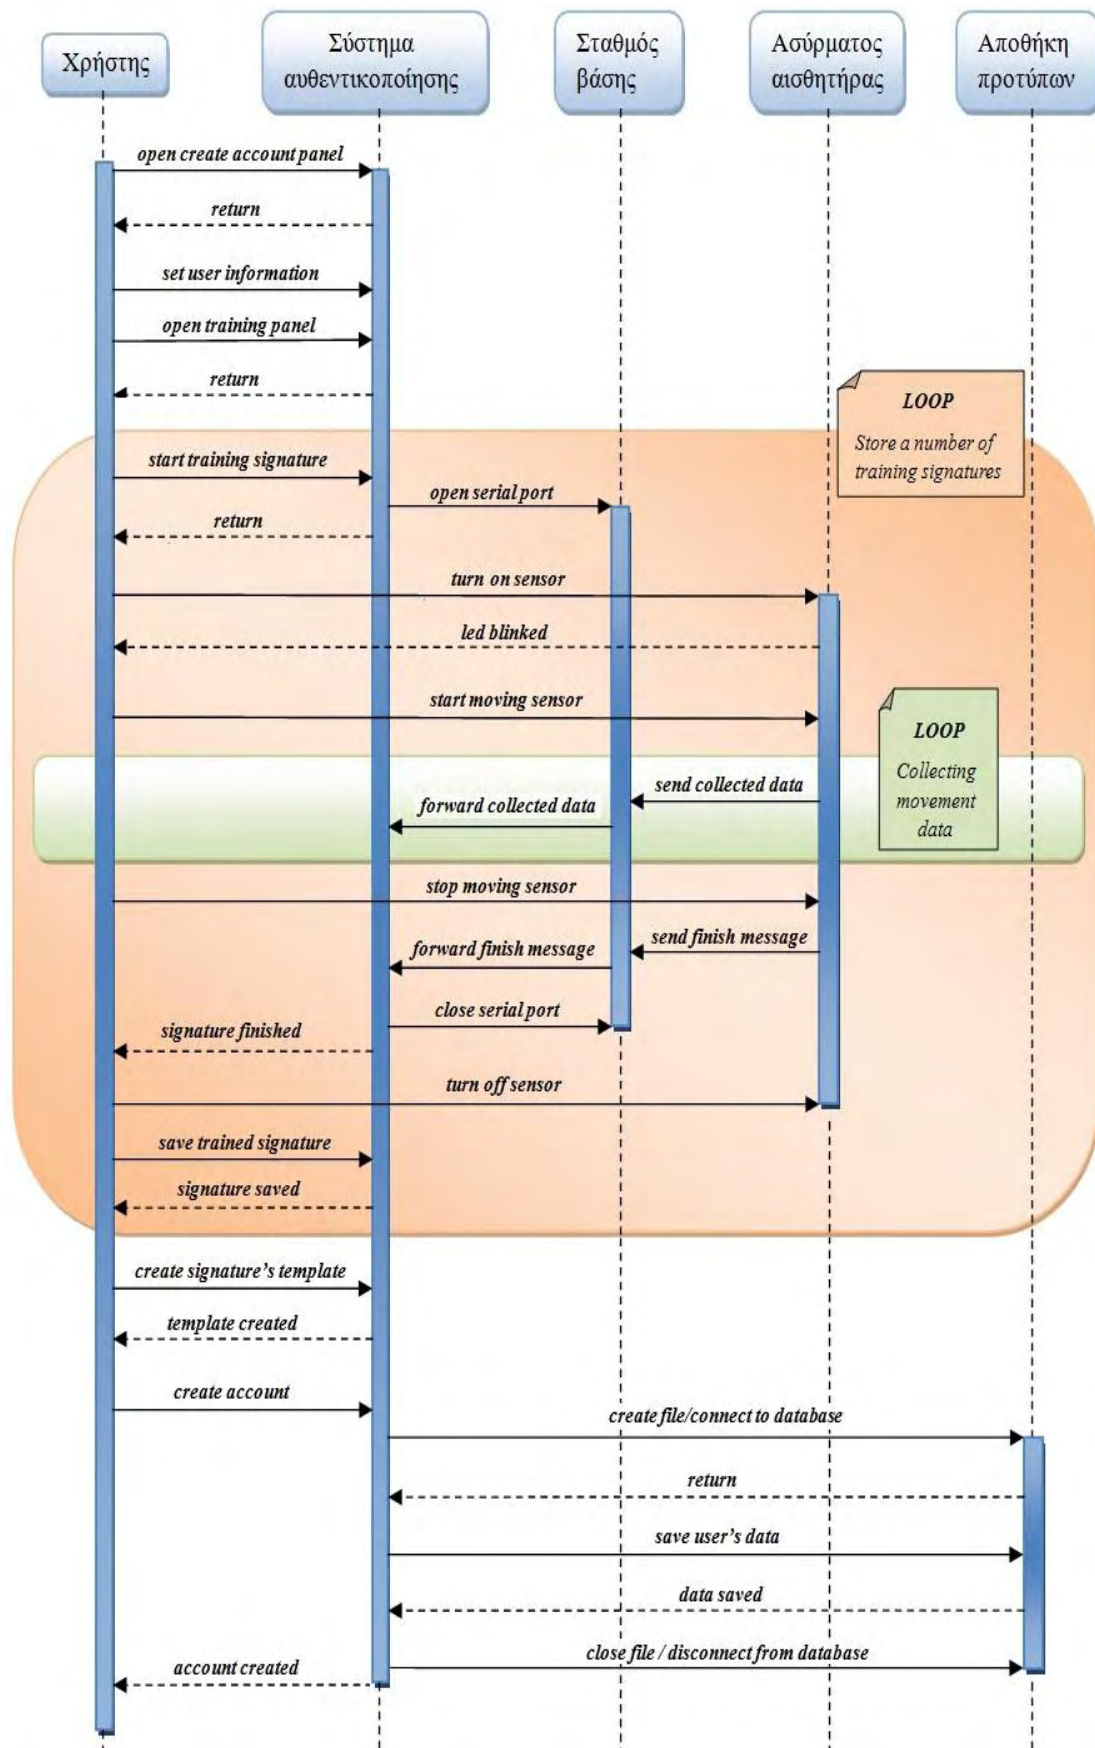 Χρήστης
Σύστημα
αυθεντικοποίησης
Σταθμός
βάσης
Ασύρματος
αισθητήρας
Αποθήκη
προτύπων
open create account panel
return
set user information
open training panel
return
LOOP
Store a number of
training signatures
start training signature
open serial port
return
turn on sensor
led blinked
start moving sensor
LOOP
Collecting
movement
data
send collected data
forward collected data
stop moving sensor
send finish message
forward finish message
close serial port
signature finished
turn off sensor
save trained signature
signature saved
create signature’s template
template created
create account
create file/connect to database
return
save user’s data
data saved
close file / disconnect from database
account created